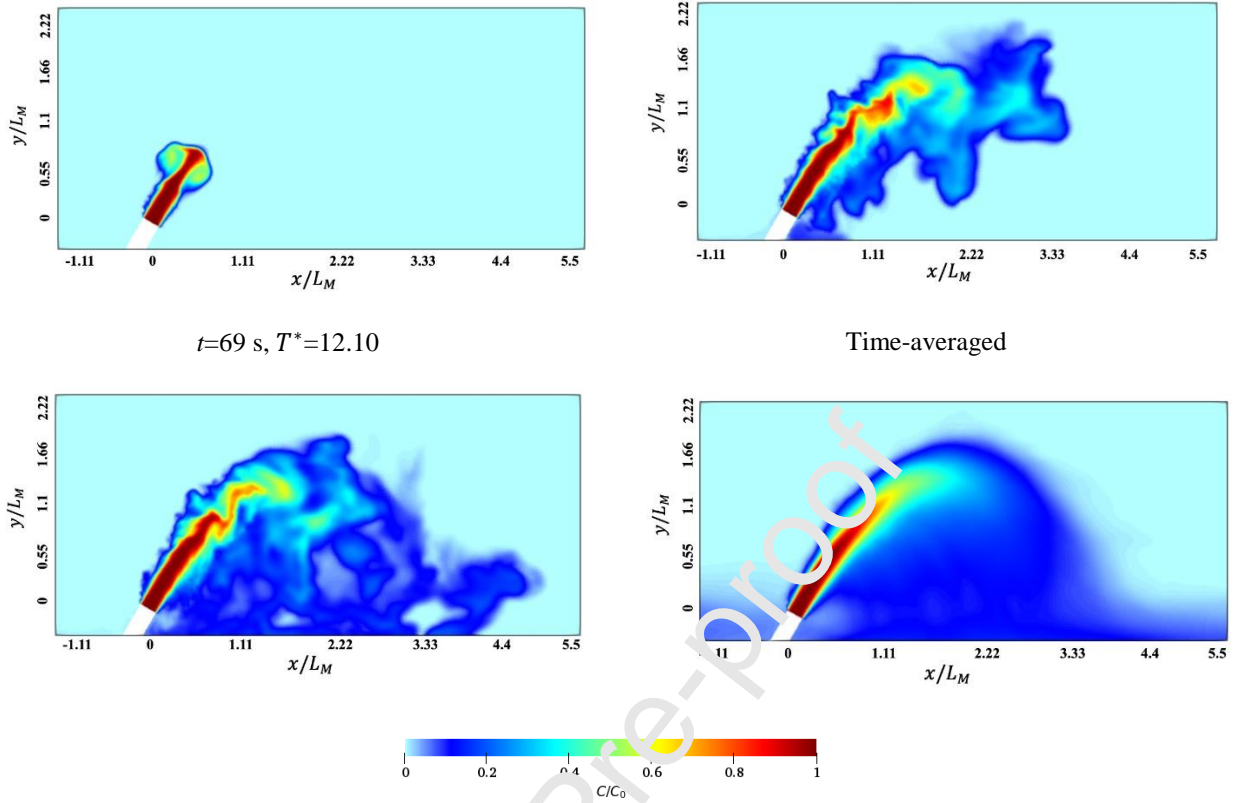 2.22
1.66
1.1
0.55
0
y/L_M
-1.11 0 1.11 2.22 3.33 4.4 5.5
x/L_M
2.22
1.66
1.1
0.55
0
y/L_M
-1.11 0 1.11 2.22 3.33 4.4 5.5
x/L_M
t=69 s, T*=12.10
Time-averaged
2.22
1.66
1.1
0.55
0
y/L_M
-1.11 0 1.11 2.22 3.33 4.4 5.5
x/L_M
2.22
1.66
1.1
0.55
0
y/L_M
.11 0 1.11 2.22 3.33 4.4 5.5
x/L_M
Pre-proof
0 0.2 0.4 0.6 0.8 1
C/C₀